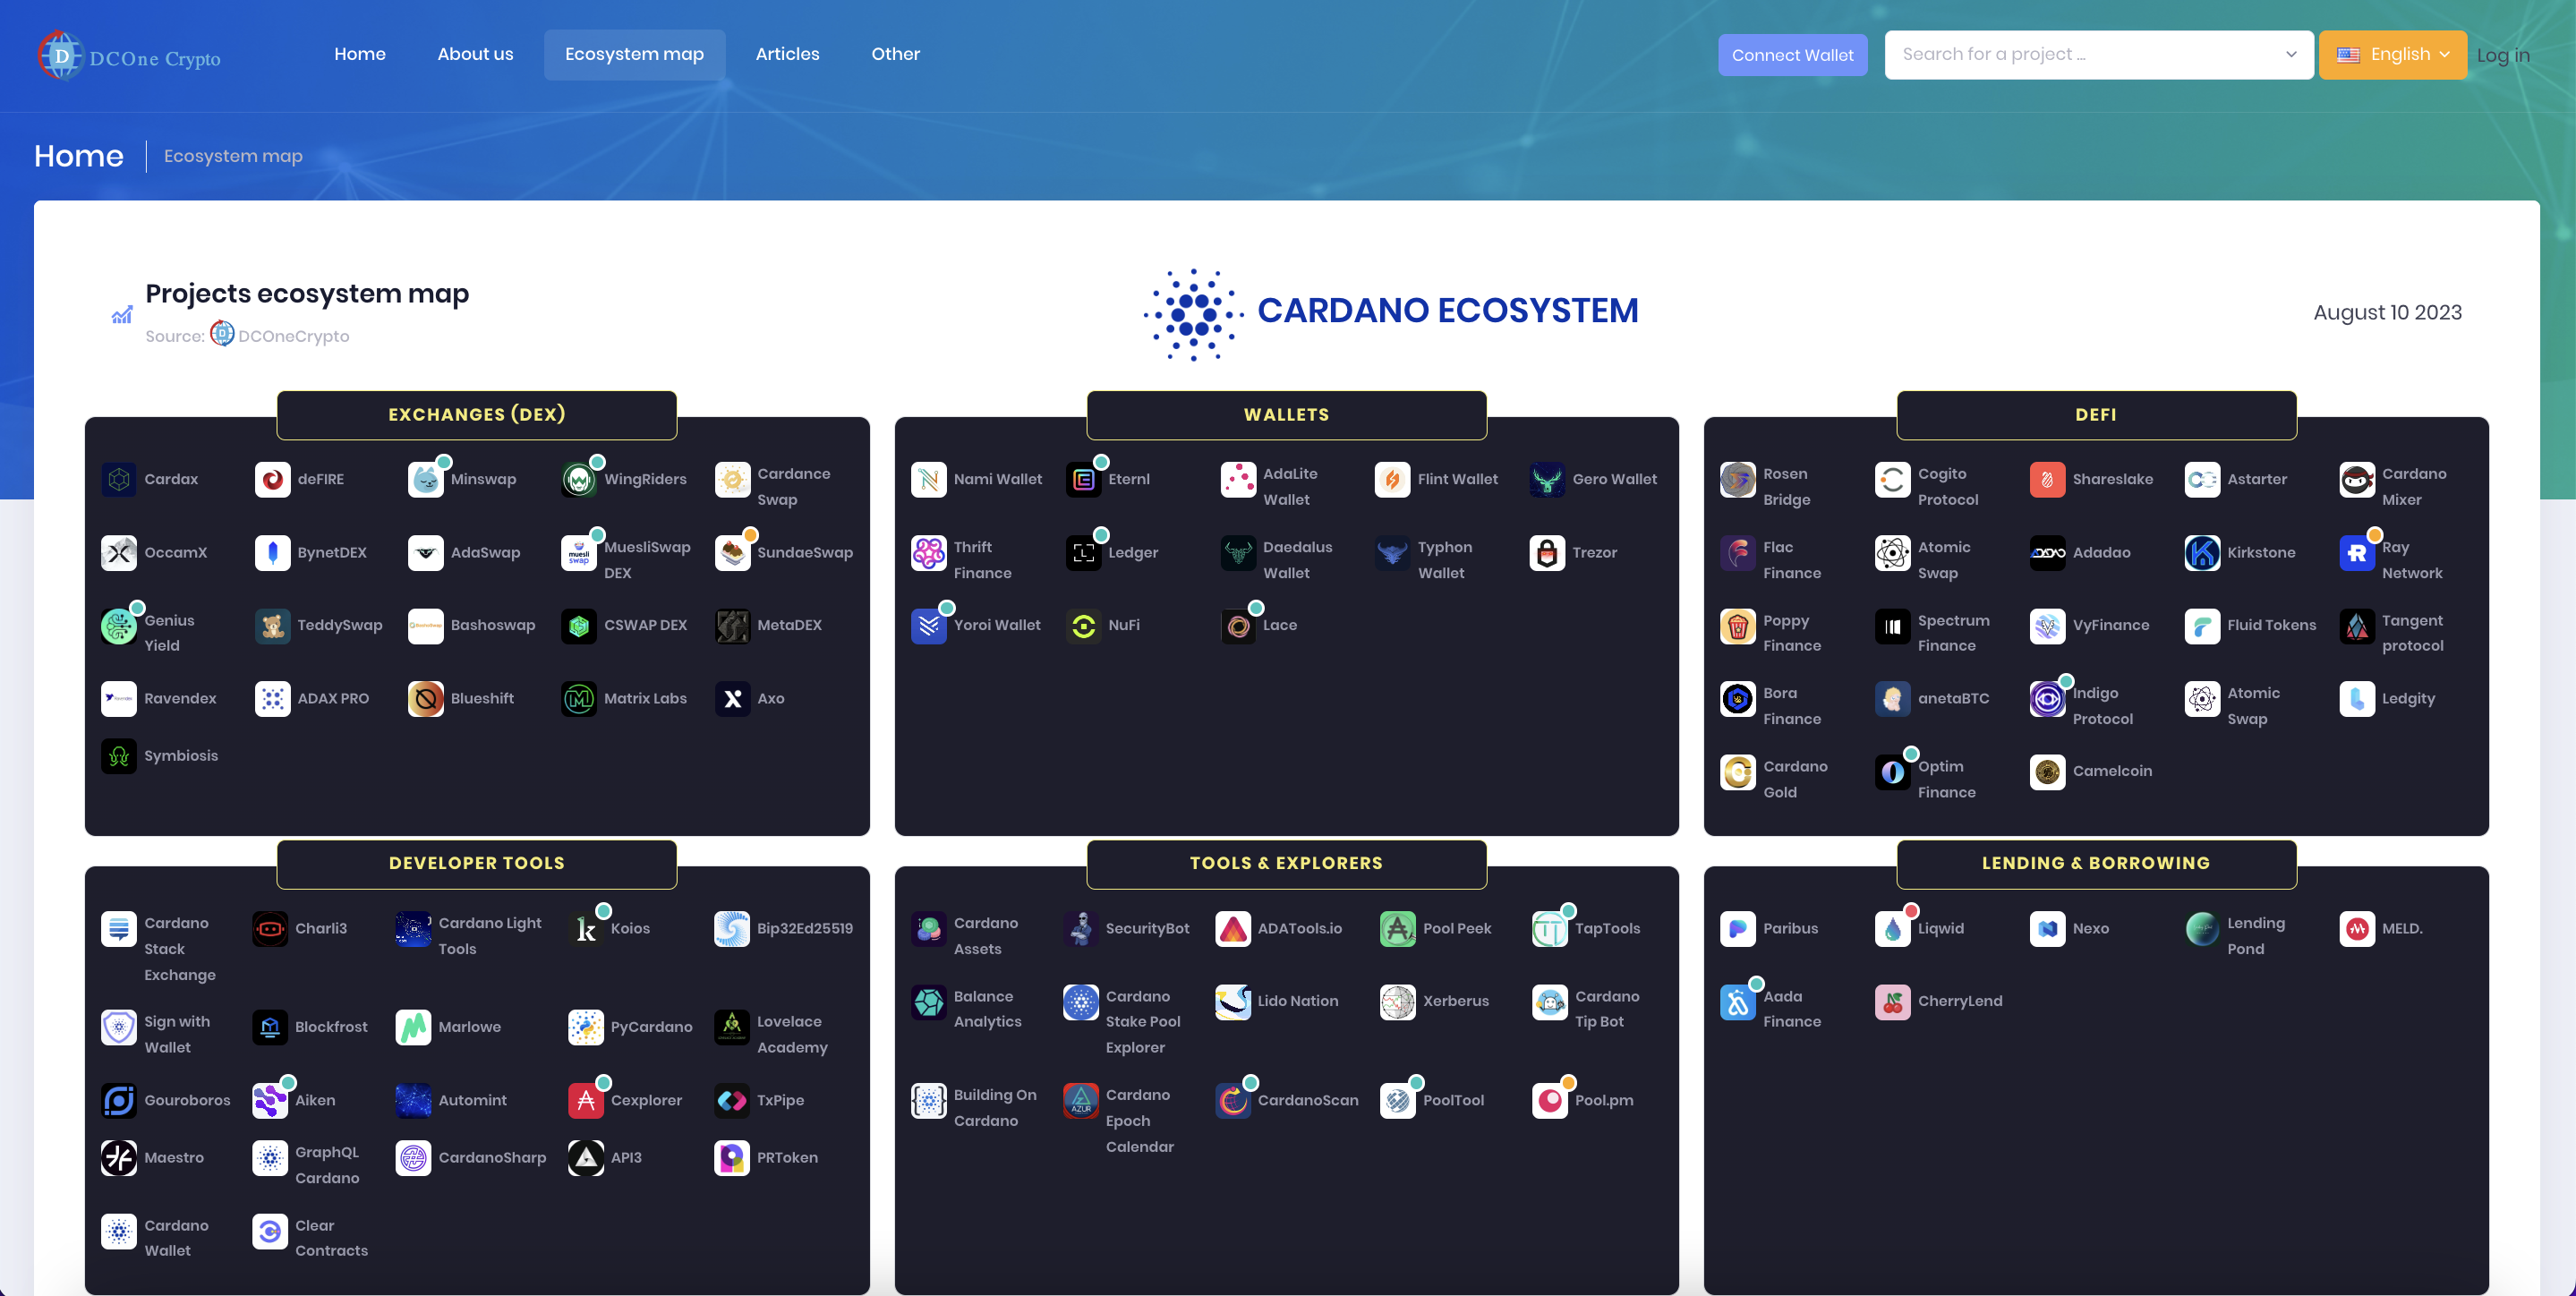 D DCOne Crypto
Home
About us
Ecosystem map
Articles
Other
Connect Wallet
Search for a project ...
English
Log in
Home
Ecosystem map
Projects ecosystem map
Source: D DCOneCrypto
CARDANO ECOSYSTEM
August 10 2023
EXCHANGES (DEX)
Cardax
deFIRE
Minswap
WingRiders
Cardance
Swap
OccamX
BynetDEX
AdaSwap
muesli
swap
MuesliSwap
DEX
SundaeSwap
Genius
Yield
TeddySwap
Bashoswap
CSWAP DEX
MetaDEX
Ravendex
ADAX PRO
Blueshift
Matrix Labs
Axo
Symbiosis
WALLETS
Nami Wallet
Eternl
AdaLite
Wallet
Flint Wallet
Gero Wallet
Thrift
Finance
Ledger
Daedalus
Wallet
Typhon
Wallet
Trezor
Yoroi Wallet
NuFi
Lace
DEFI
Rosen
Bridge
Cogito
Protocol
Shareslake
Astarter
Cardano
Mixer
Flac
Finance
Atomic
Swap
Adadao
Kirkstone
R
Ray
Network
Poppy
Finance
Spectrum
Finance
VyFinance
Fluid Tokens
Tangent
protocol
Bora
Finance
anetaBTC
Indigo
Protocol
Atomic
Swap
Ledgity
Cardano
Gold
Optim
Finance
Camelcoin
DEVELOPER TOOLS
Cardano
Stack
Exchange
Charli3
Cardano Light
Tools
k
Koios
Bip32Ed25519
Sign with
Wallet
Blockfrost
Marlowe
PyCardano
Lovelace
Academy
Gouroboros
Aiken
Automint
Cexplorer
TxPipe
Maestro
GraphQL
Cardano
CardanoSharp
API3
PRToken
Cardano
Wallet
Clear
Contracts
TOOLS & EXPLORERS
Cardano
Assets
SecurityBot
ADATools.io
Pool Peek
TapTools
Balance
Analytics
Cardano
Stake Pool
Explorer
Lido Nation
Xerberus
Cardano
Tip Bot
Building On
Cardano
AZUR
Cardano
Epoch
Calendar
CardanoScan
PoolTool
Pool.pm
LENDING & BORROWING
Paribus
Liqwid
Nexo
Lending
Pond
MELD.
Aada
Finance
CherryLend